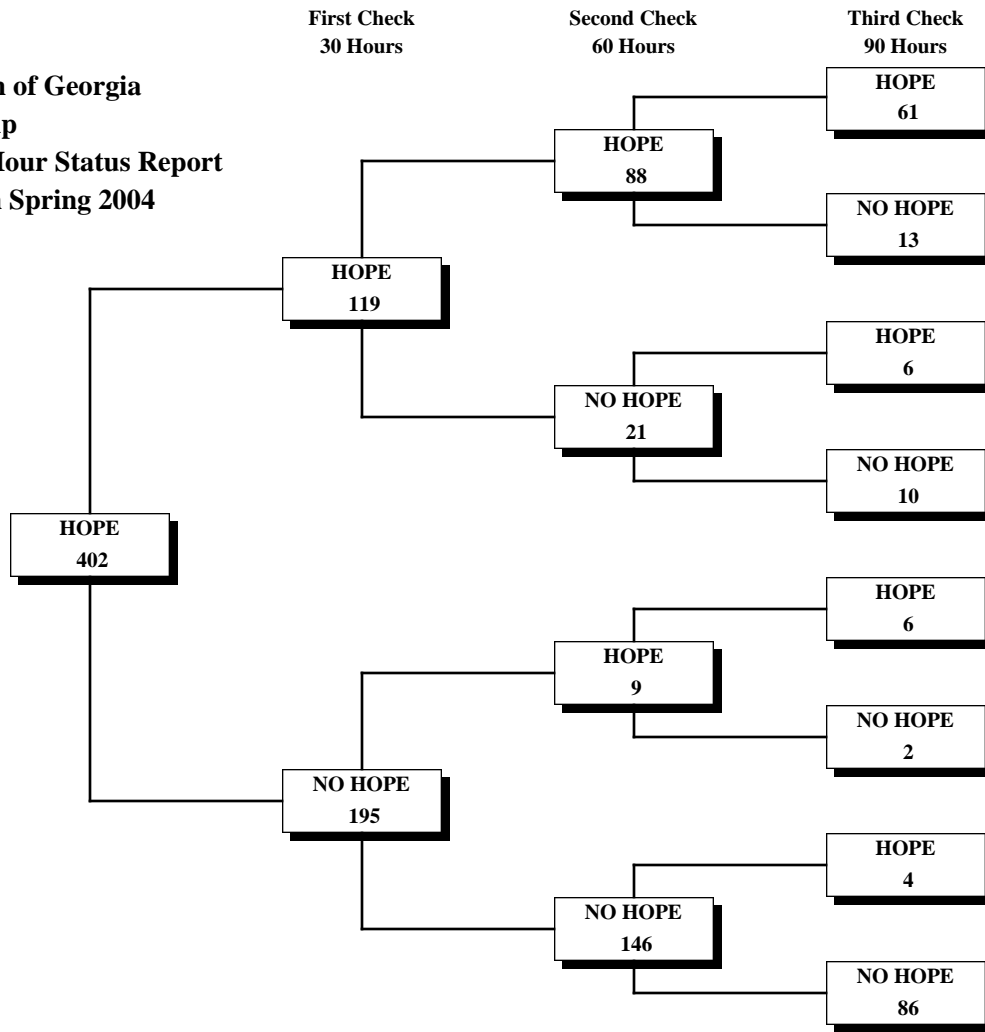 First Check
30 Hours
Second Check
60 Hours
Third Check
90 Hours
of Georgia
Hour Status Report
Spring 2004
HOPE
61
HOPE
88
NO HOPE
13
HOPE
119
HOPE
6
NO HOPE
21
NO HOPE
10
HOPE
402
HOPE
6
HOPE
9
NO HOPE
2
NO HOPE
195
HOPE
4
NO HOPE
146
NO HOPE
86